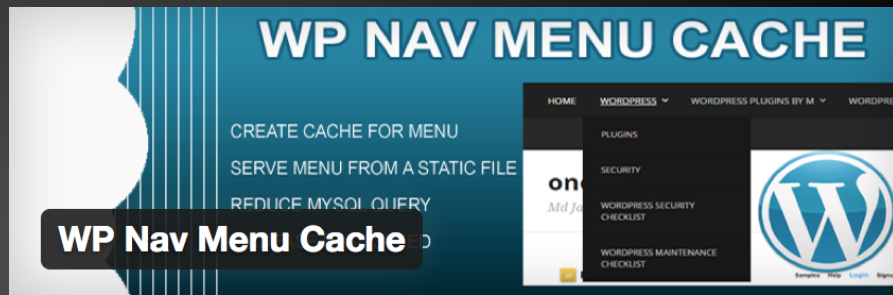 WP NAV MENU CACHE
CREATE CACHE FOR MENU
SERVE MENU FROM A STATIC FILE
REDUCE MYSQL QUERY
WP Nav Menu Cache
HOME WORDPRESS WORDPRESS PLUGINS BY M WORDPRE
PLUGINS
SECURITY
WORDPRESS SECURITY
CHECKLIST
WORDPRESS MAINTENANCE
CHECKLIST
on
Md Ja
Samples Help Login Signu